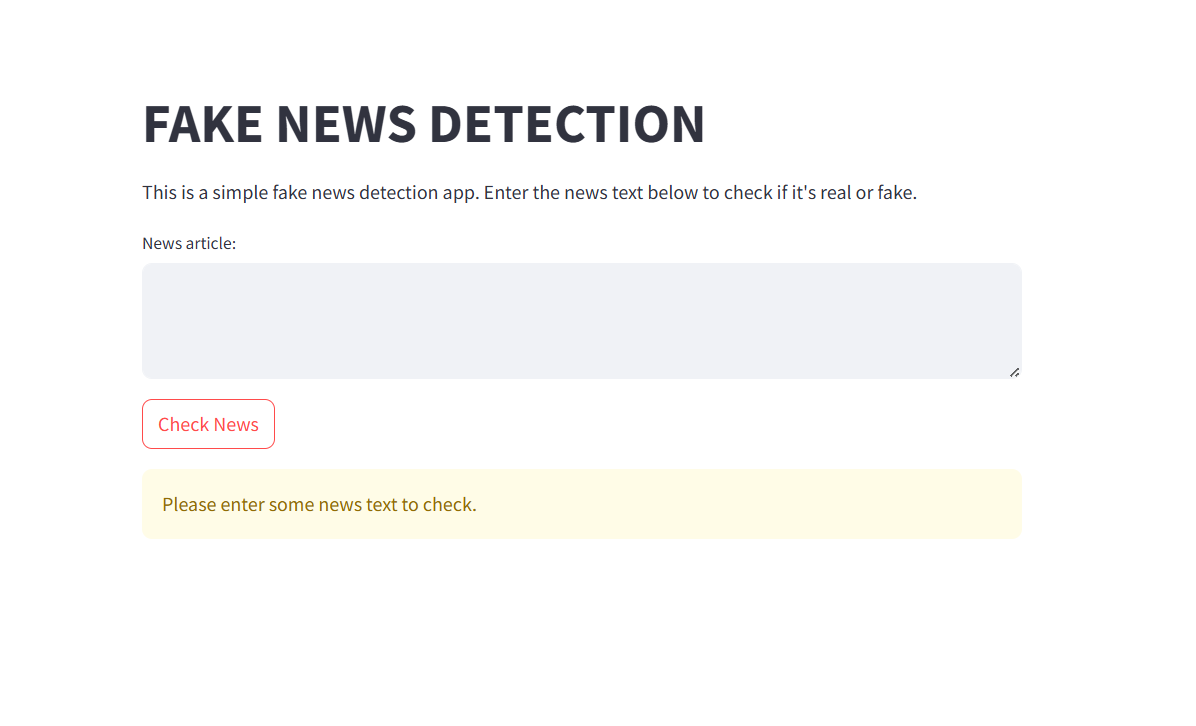 FAKE NEWS DETECTION
This is a simple fake news detection app. Enter the news text below to check if it's real or fake.
News article:
Check News
Please enter some news text to check.